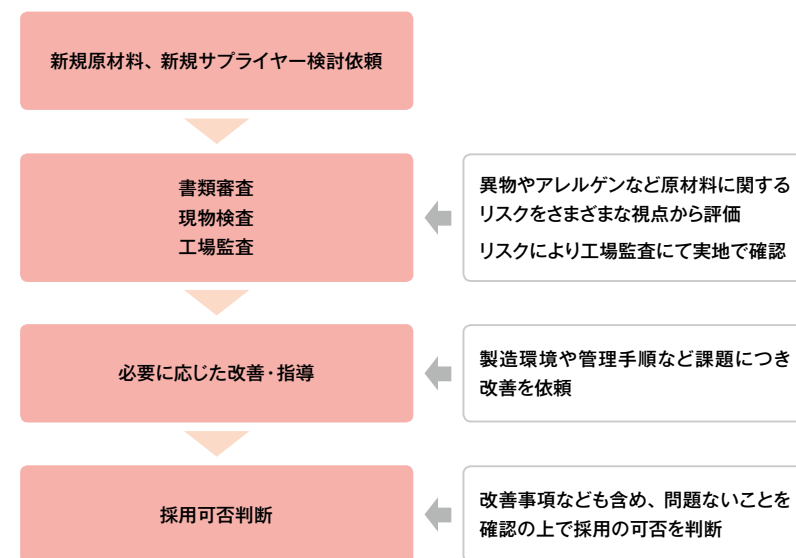 新規原材料、新規サプライヤー検討依頼
書類審査
現物検査
工場監査
異物やアレルゲンなど原材料に関する
リスクをさまざまな視点から評価
リスクにより工場監査にて実地で確認
必要に応じた改善・指導
製造環境や管理手順など課題につき
改善を依頼
採用可否判断
改善事項なども含め、問題ないことを
確認の上で採用の可否を判断